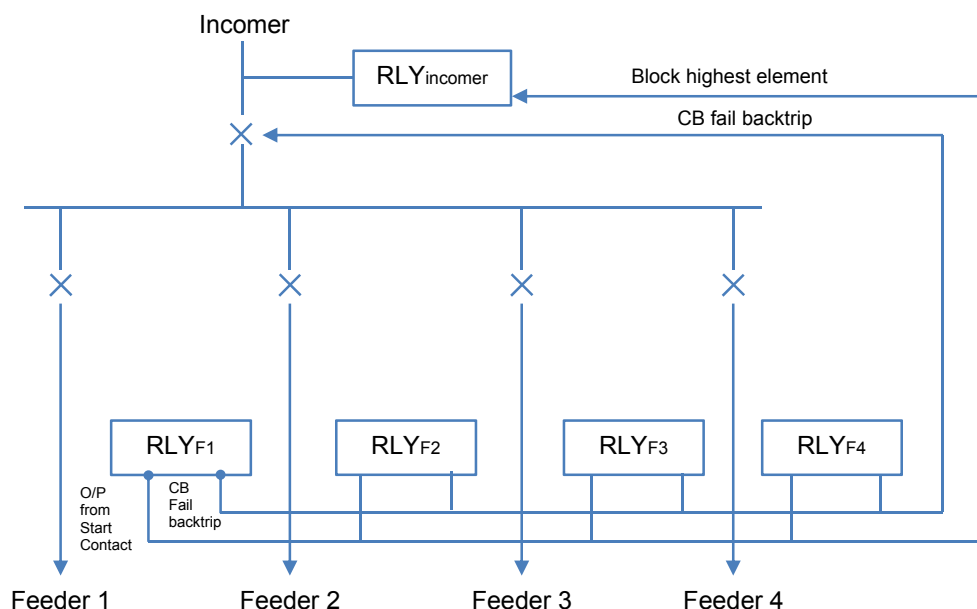 Incomer
RLYincomer
Block highest element
CB fail backtrip
RLYF1
RLYF2
RLYF3
RLYF4
O/P
from
Start
Contact
CB
Fail
backtrip
Feeder 1
Feeder 2
Feeder 3
Feeder 4